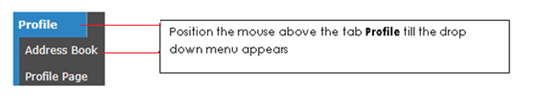 Profile
Address Book
Profile Page
Position the mouse above the tab Profile till the drop
down menu appears